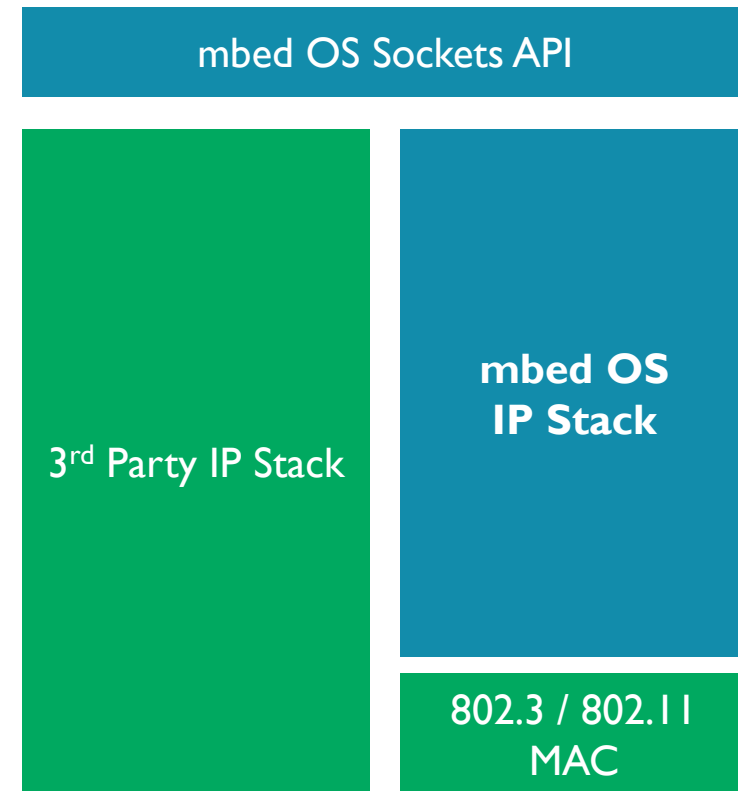 mbed OS Sockets API
3rd Party IP Stack
mbed OS
IP Stack
802.3 / 802.11
MAC